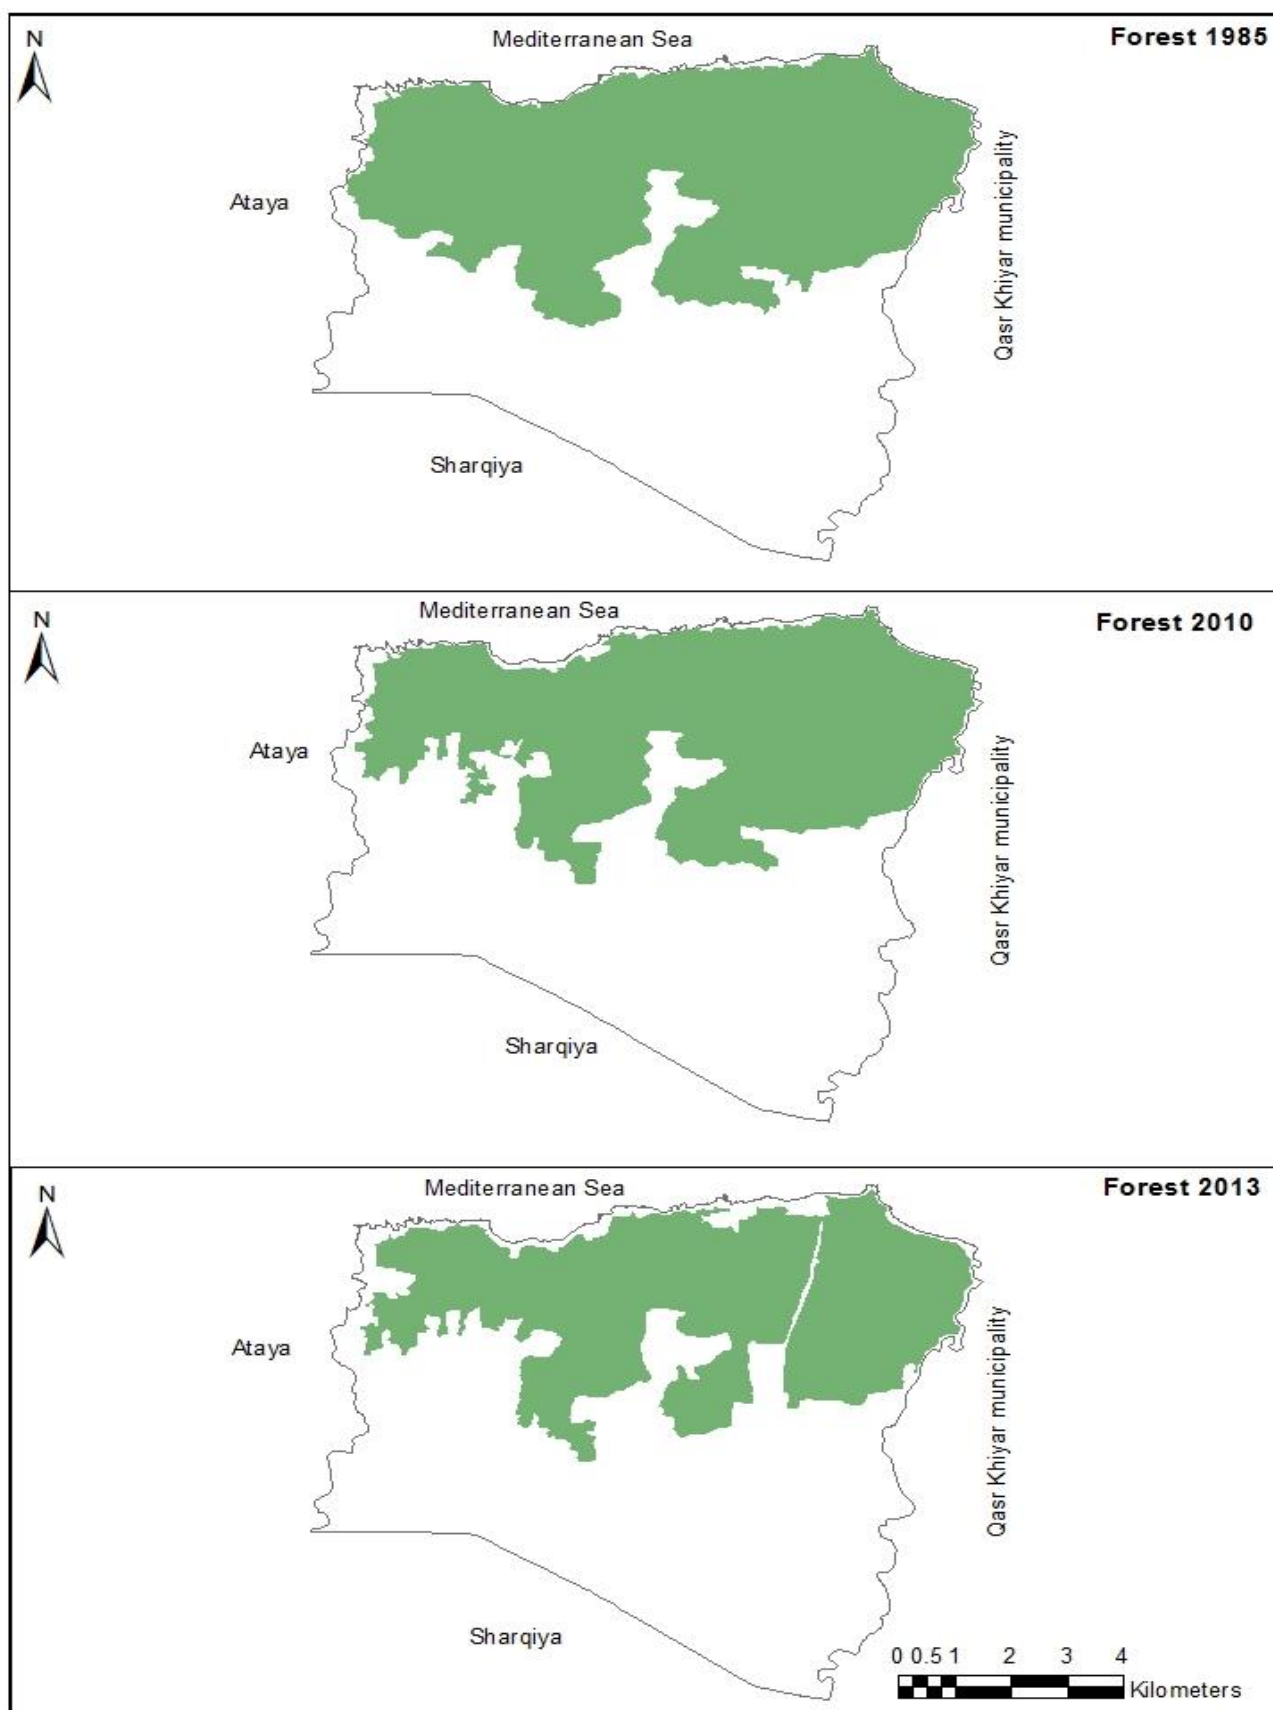 N
Mediterranean Sea
Forest 1985
Ataya
Qasr Khiyar municipality
Sharqiya
N
Mediterranean Sea
Forest 2010
Ataya
Qasr Khiyar municipality
Sharqiya
N
Mediterranean Sea
Forest 2013
Ataya
Qasr Khiyar municipality
Sharqiya
0 0.5 1 2 3 4
Kilometers